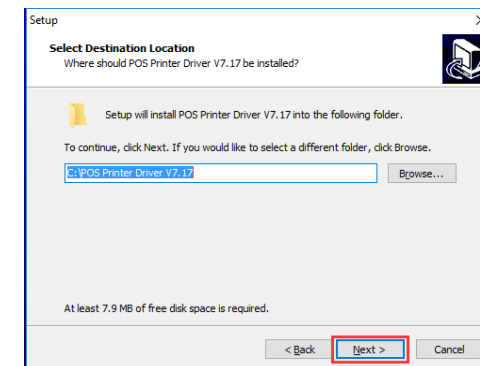 Setup
Select Destination Location
Where should POS Printer Driver V7.17 be installed?
Setup will install POS Printer Driver V7.17 into the following folder.
To continue, click Next. If you would like to select a different folder, click Browse.
C:\POS Printer Driver V7.17
Browse...
At least 7.9 MB of free disk space is required.
< Back
Next >
Cancel